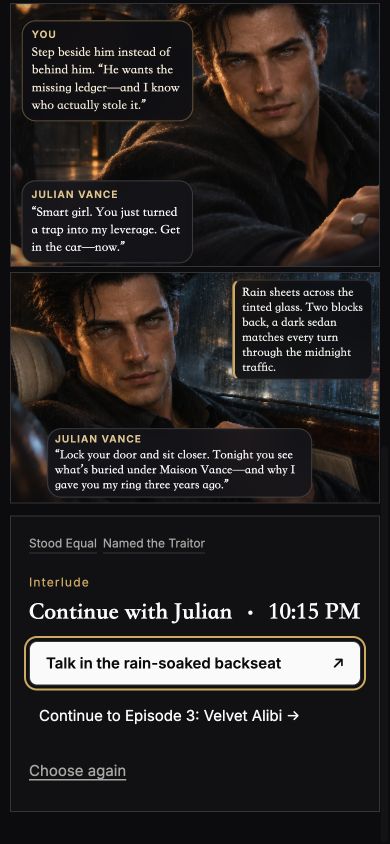 YOU
Step beside him instead of
behind him. “He wants the
missing ledger—and I know
who actually stole it.”
JULIAN VANCE
“Smart girl. You just turned
a trap into my leverage. Get
in the car—now.”
Rain sheets across the
tinted glass. Two blocks
back, a dark sedan
matches every turn
through the midnight
traffic.
JULIAN VANCE
“Lock your door and sit closer. Tonight you see
what’s buried under Maison Vance—and why I
gave you my ring three years ago.”
Stood Equal Named the Traitor
Interlude
Continue with Julian · 10:15 PM
Talk in the rain-soaked backseat ↗
Continue to Episode 3: Velvet Alibi →
Choose again